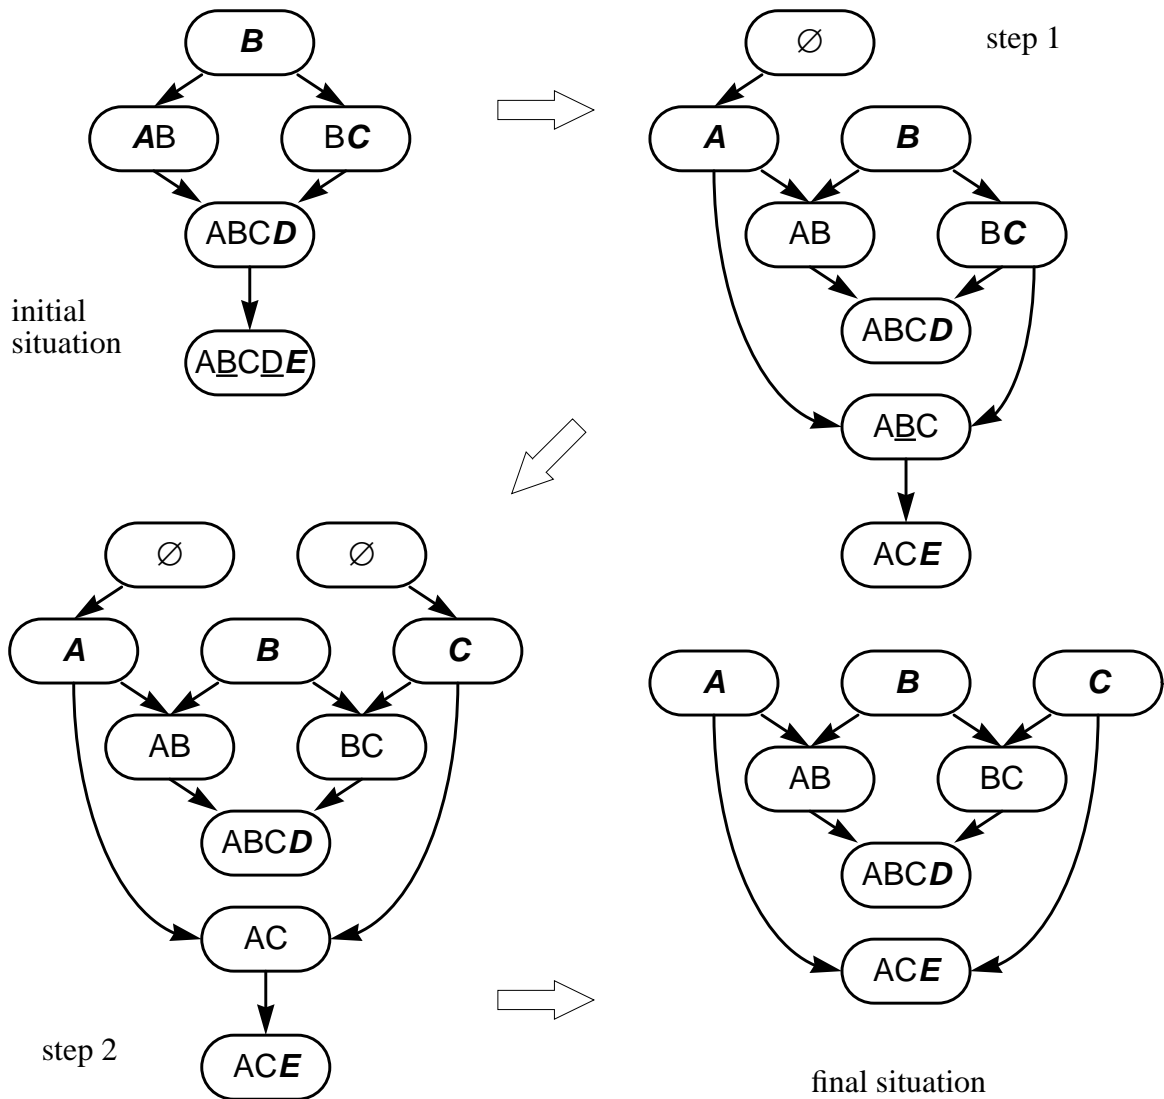 B
AB
BC
ABCD
ABCDE
initial
situation
∅
step 1
A
B
AB
BC
ABCD
ABC
ACE
∅
∅
A
B
C
AB
BC
ABCD
AC
ACE
step 2
A
B
C
AB
BC
ABCD
ACE
final situation